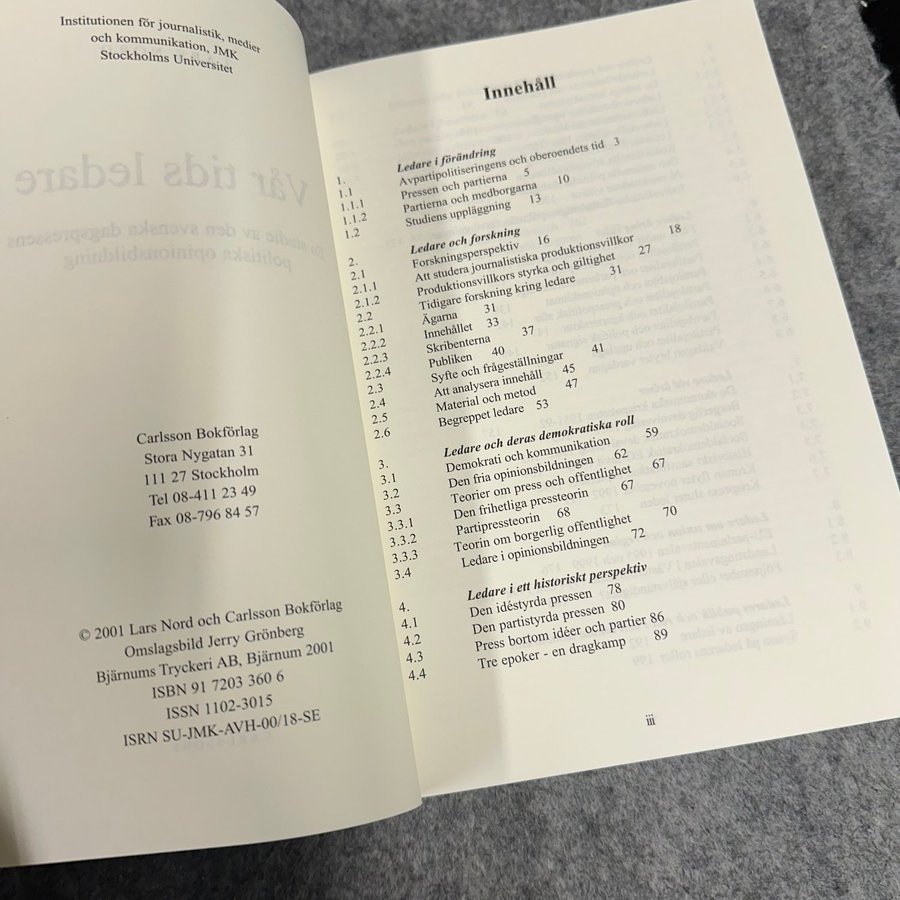 Institutionen för journalistik, medier
och kommunikation, JMK
Stockholms Universitet
Vår tids ledare
En studie av den svenska dagspressens
politiska opinionsbildning
Carlsson Bokförlag
Stora Nygatan 31
111 27 Stockholm
Tel 08-411 23 49
Fax 08-796 84 57
© 2001 Lars Nord och Carlsson Bokförlag
Omslagsbild Jerry Grönberg
Bjärnums Tryckeri AB, Bjärnum 2001
ISBN 91 7203 360 6
ISSN 1102-3015
ISRN SU-JMK-AVH-00/18-SE
Innehåll
1. Ledare i förändring
1.1 Avpartipolitiseringens och oberoendets tid 3
1.1.1 Pressen och partierna 5
1.1.2 Partierna och medborgarna 10
1.2 Studiens uppläggning 13
2. Ledare och forskning
2.1 Forskningsperspektiv 16
2.1.1 Att studera journalistiska produktionsvillkor 18
2.1.2 Produktionsvillkors styrka och giltighet 27
2.2 Tidigare forskning kring ledare 31
2.2.1 Ägarna 31
2.2.2 Innehållet 33
2.2.3 Skribenterna 37
2.2.4 Publiken 40
2.3 Syfte och frågeställningar 41
2.4 Att analysera innehåll 45
2.5 Material och metod 47
2.6 Begreppet ledare 53
3. Ledare och deras demokratiska roll
3.1 Demokrati och kommunikation 59
3.2 Den fria opinionsbildningen 62
3.3 Teorier om press och offentlighet 67
3.3.1 Den frihetliga pressteorin 67
3.3.2 Partipressteorin 68
3.3.3 Teorin om borgerlig offentlighet 70
3.4 Ledare i opinionsbildningen 72
4. Ledare i ett historiskt perspektiv
4.1 Den idéstyrda pressen 78
4.2 Den partistyrda pressen 80
4.3 Press bortom idéer och partier 86
4.4 Tre epoker - en dragkamp 89
iii